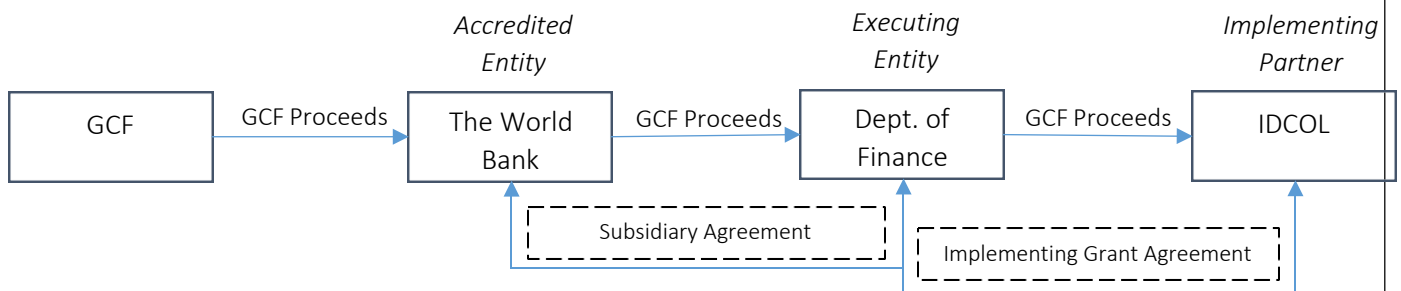 Accredited
Entity
Executing
Entity
Implementing
Partner
GCF
GCF Proceeds
The World
Bank
GCF Proceeds
Dept. of
Finance
GCF Proceeds
IDCOL
Subsidiary Agreement
Implementing Grant Agreement